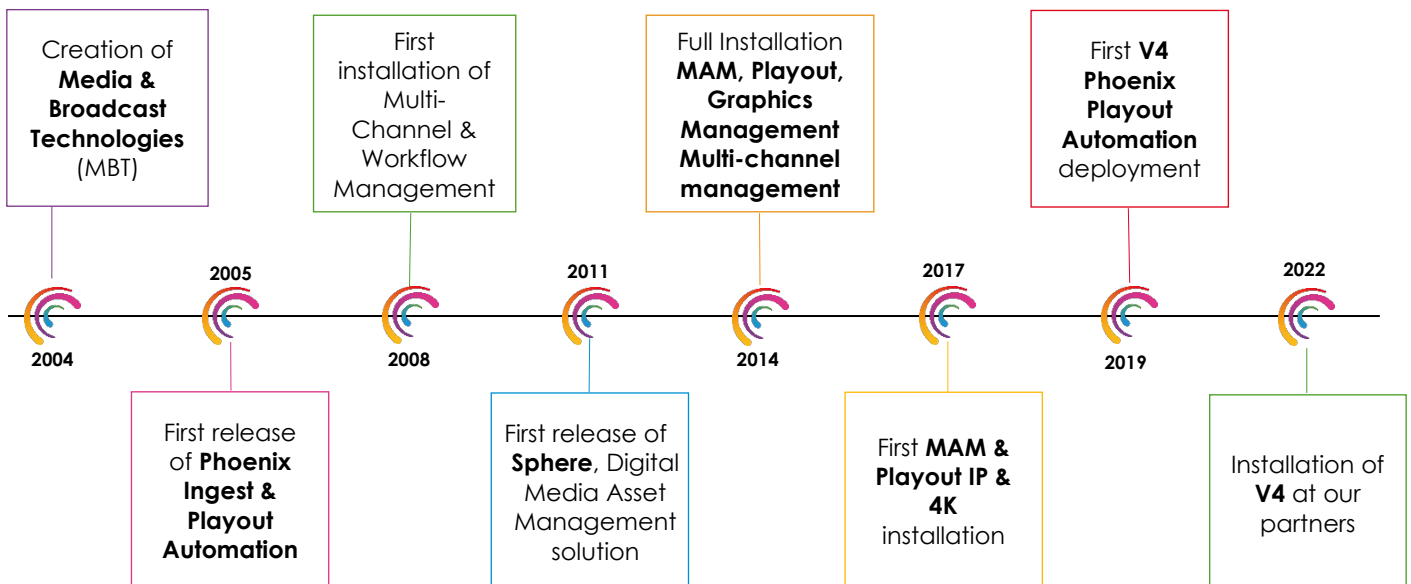 Creation of
Media &
Broadcast
Technologies
(MBT)
2004
2005
First release
of Phoenix
Ingest &
Playout
Automation
First
installation of
Multi-
Channel &
Workflow
Management
2008
2011
First release of
Sphere, Digital
Media Asset
Management
solution
Full Installation
MAM, Playout,
Graphics
Management
Multi-channel
management
2014
2017
First MAM &
Playout IP &
4K
installation
First V4
Phoenix
Playout
Automation
deployment
2019
2022
Installation of
V4 at our
partners